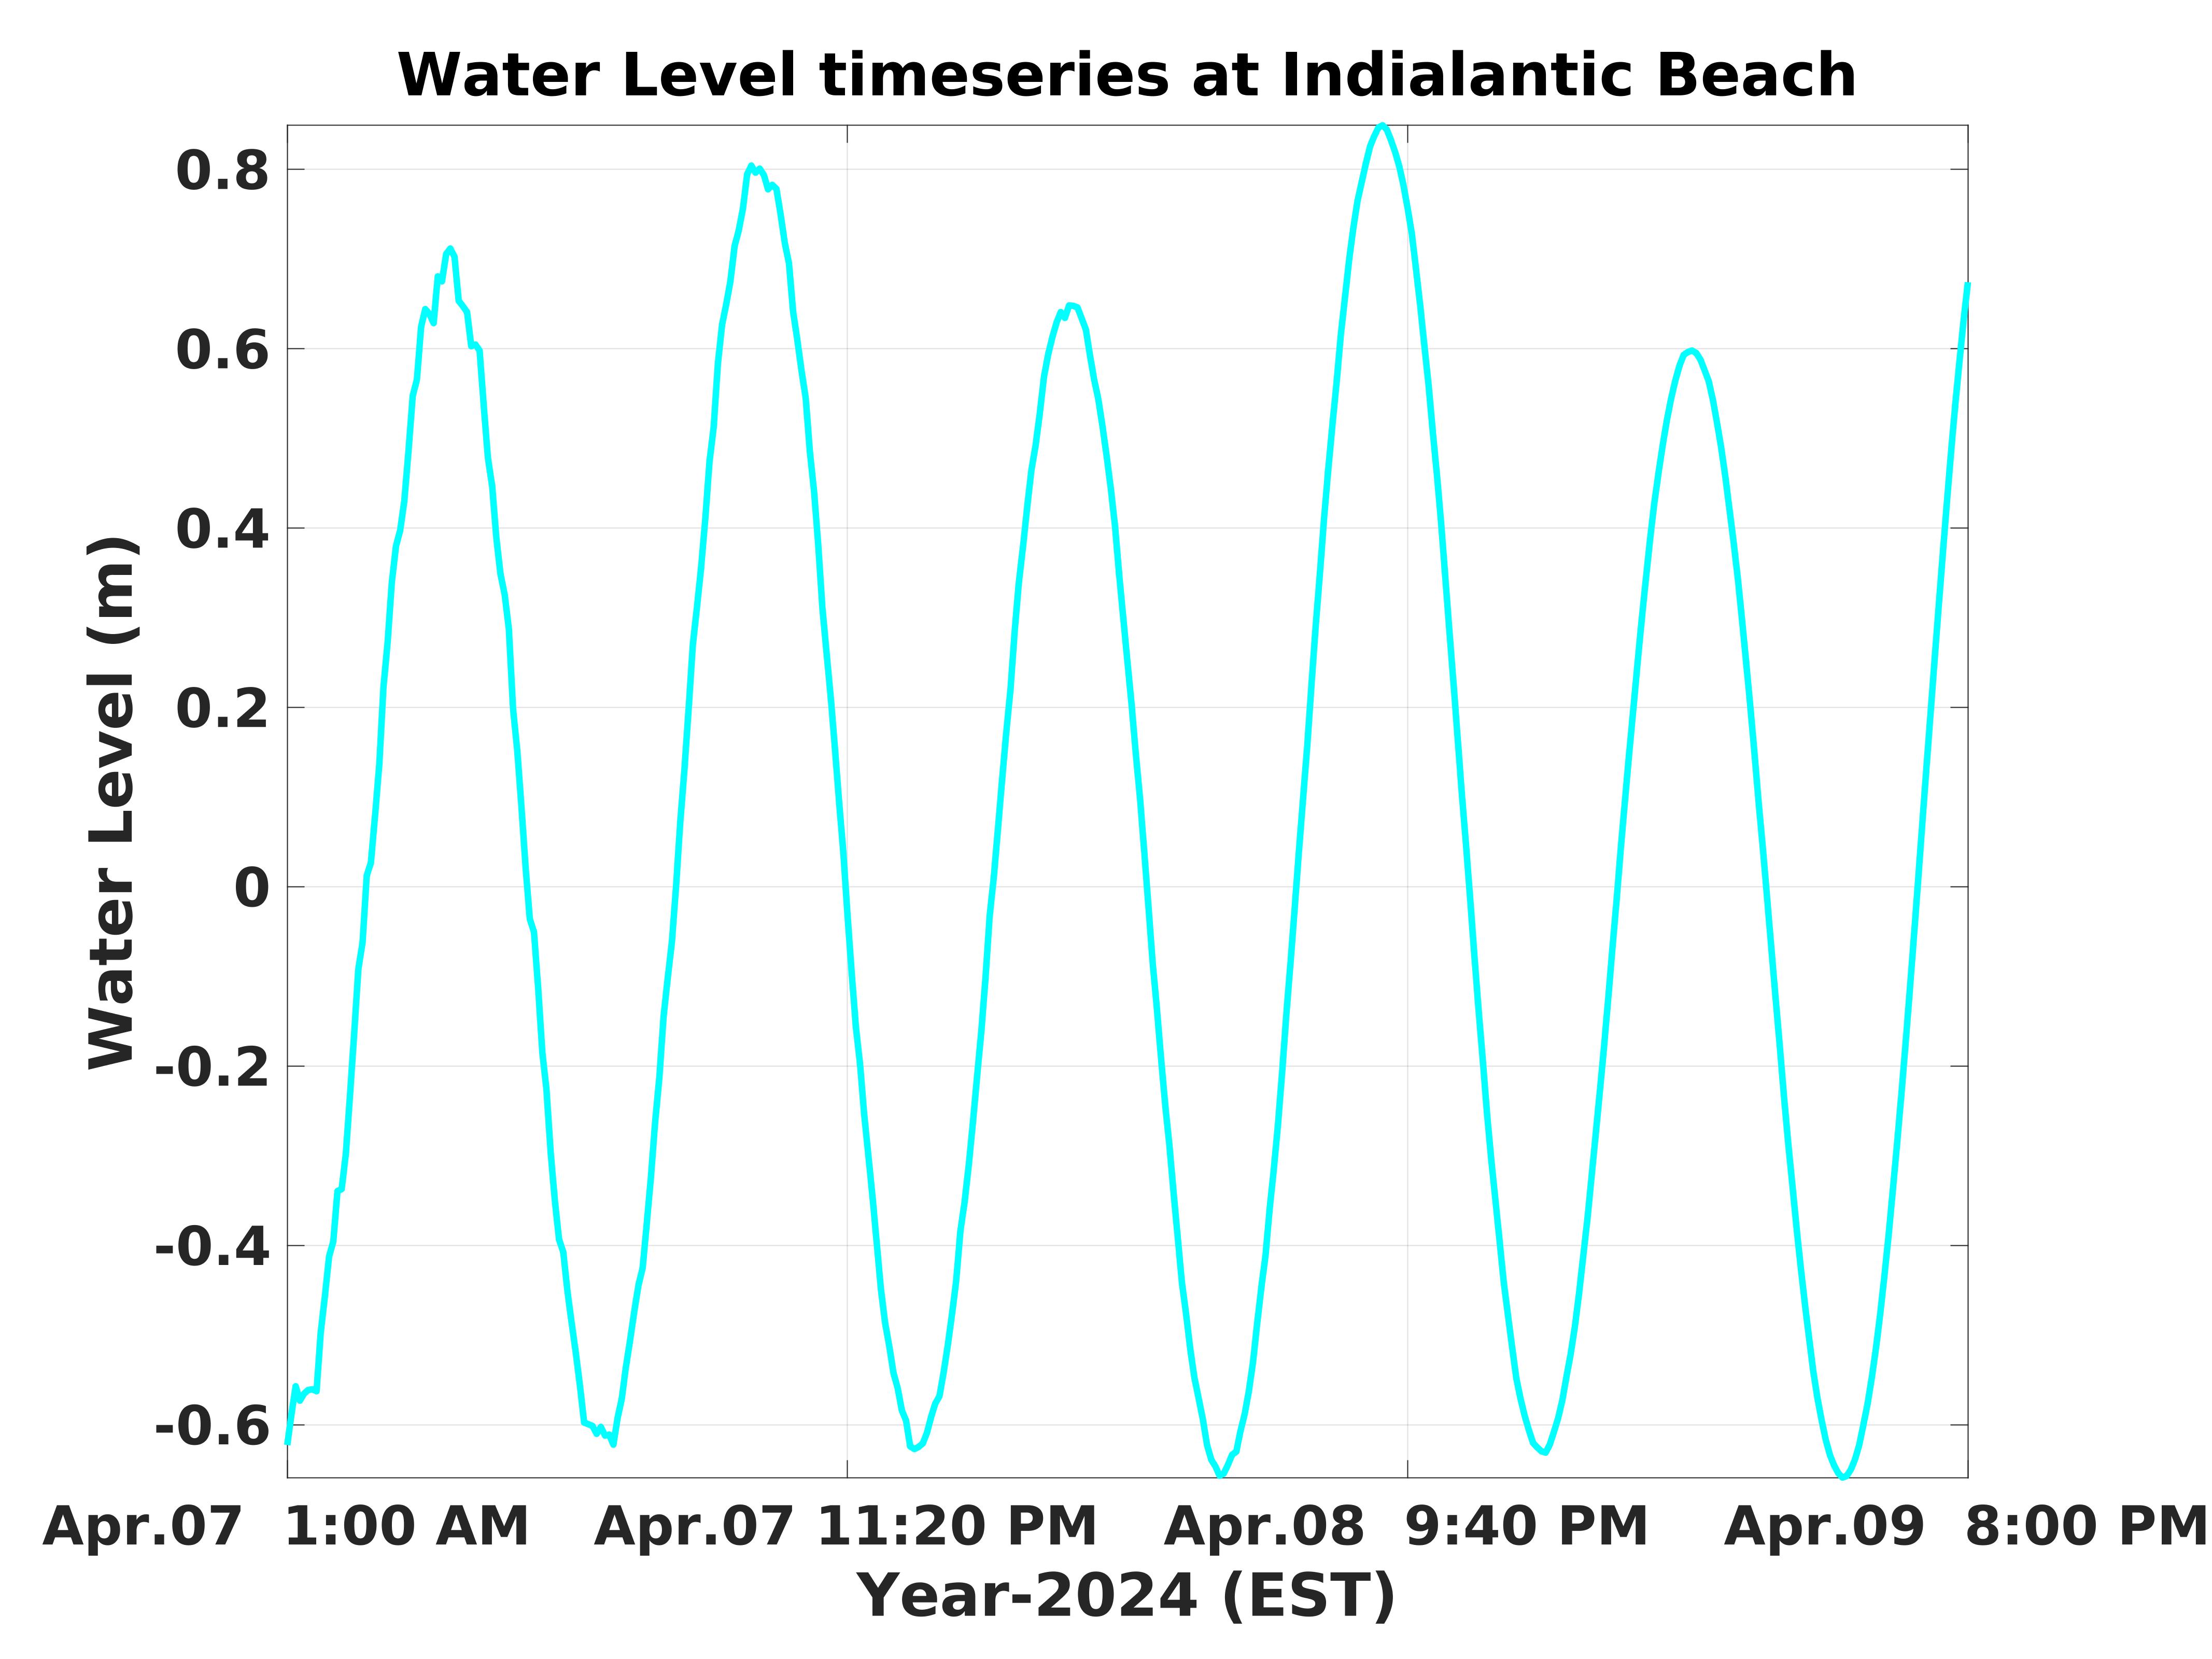 Water Level timeseries at Indialantic Beach
0.8
0.6
0.4
0.2
0
-0.2
-0.4
-0.6
Water Level (m)
Apr.07 1:00 AM Apr.07 11:20 PM Apr.08 9:40 PM Apr.09 8:00 PM
Year-2024 (EST)